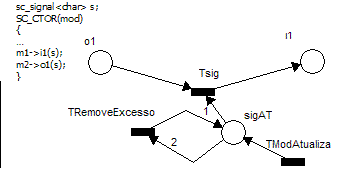 sc_signal<char> s;
SC_CTOR(mod)
{
...
m1->i1(s);
m2->o1(s);
}
o1
i1
Tsig
TRemoveExcesso
1
sigAT
2
TModAtualiza